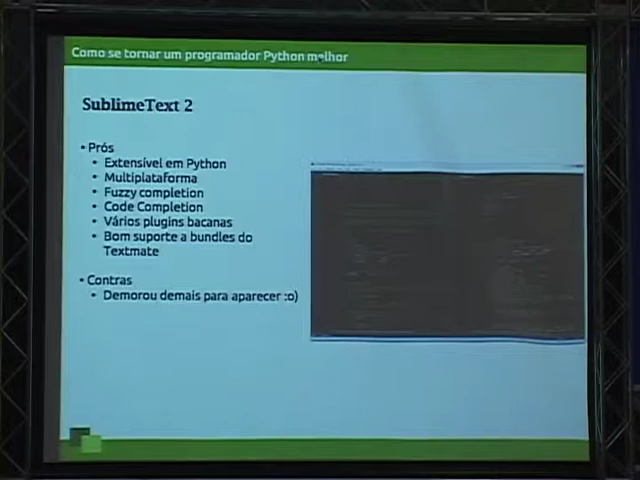 Como se tornar um programador Python melhor
SublimeText 2
• Prós
• Extensível em Python
• Multiplataforma
• Fuzzy completion
• Code Completion
• Vários plugins bacanas
• Bom suporte a bundles do
Textmate
• Contras
• Demorou demais para aparecer :o)